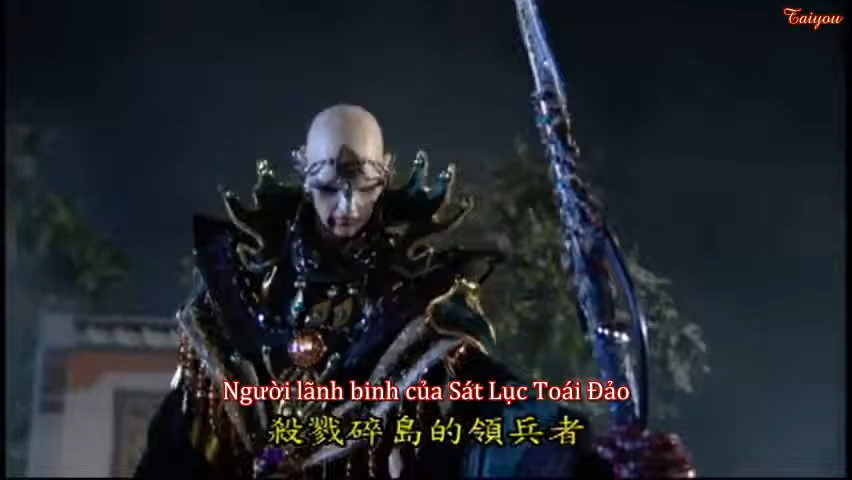 Taiyou
Người lãnh binh của Sát Lục Toái Đảo
殺戮碎島的領兵者